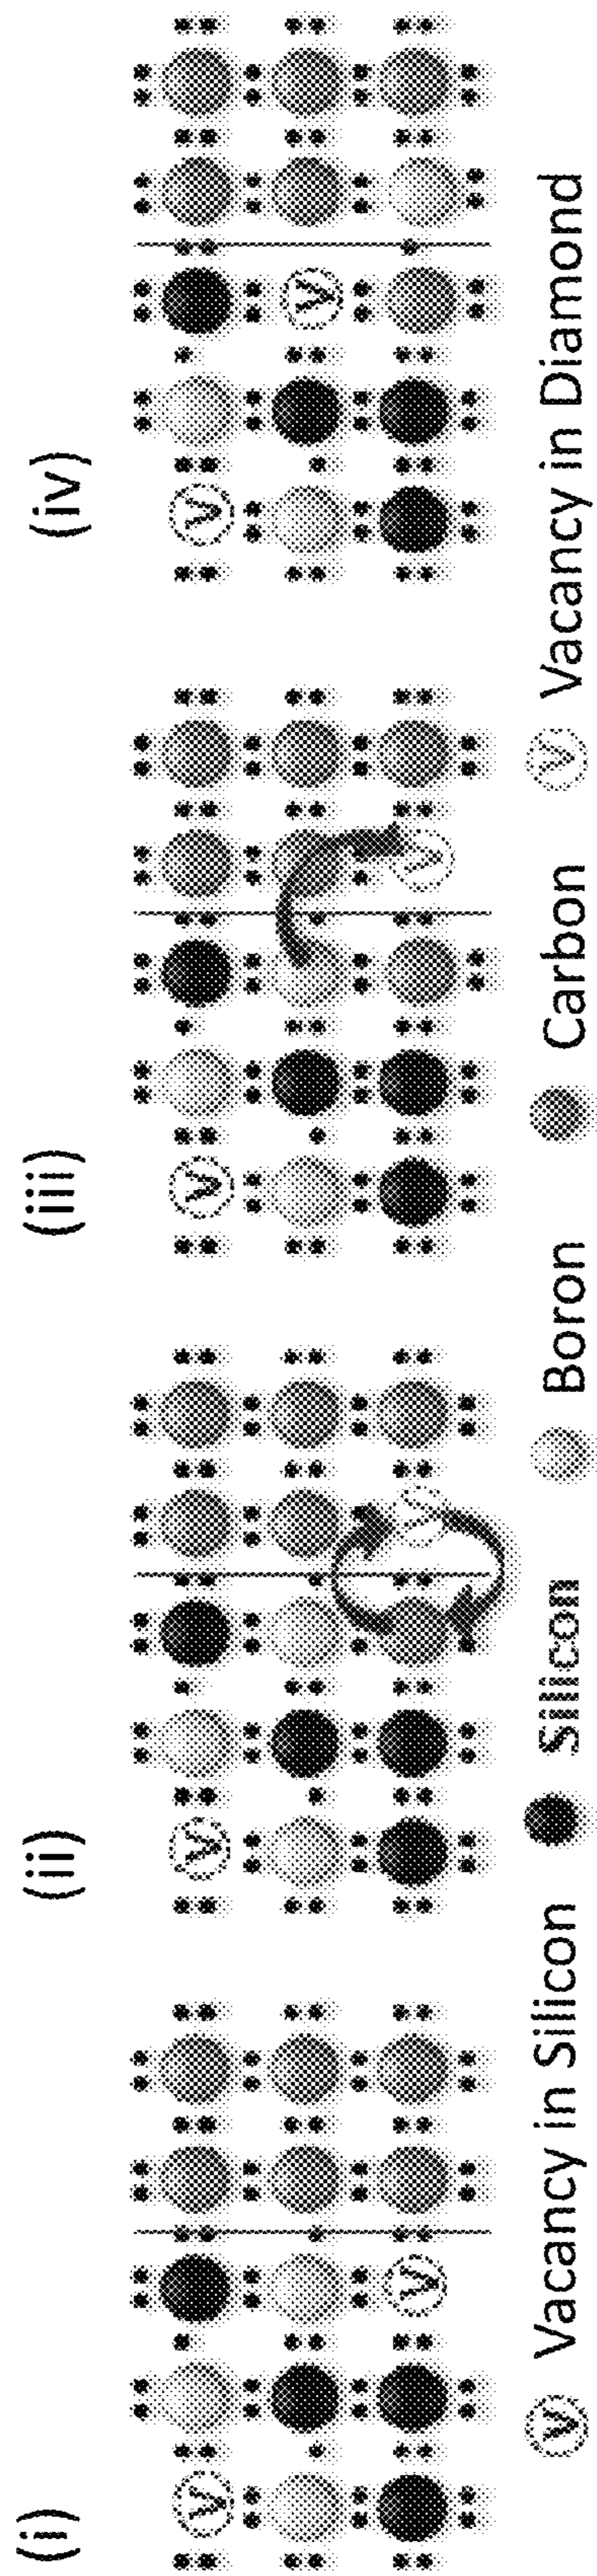 (i) (ii) (iii) (iv)
V V V V V V V V
V Vacancy in Silicon Silicon Boron Carbon V Vacancy in Diamond